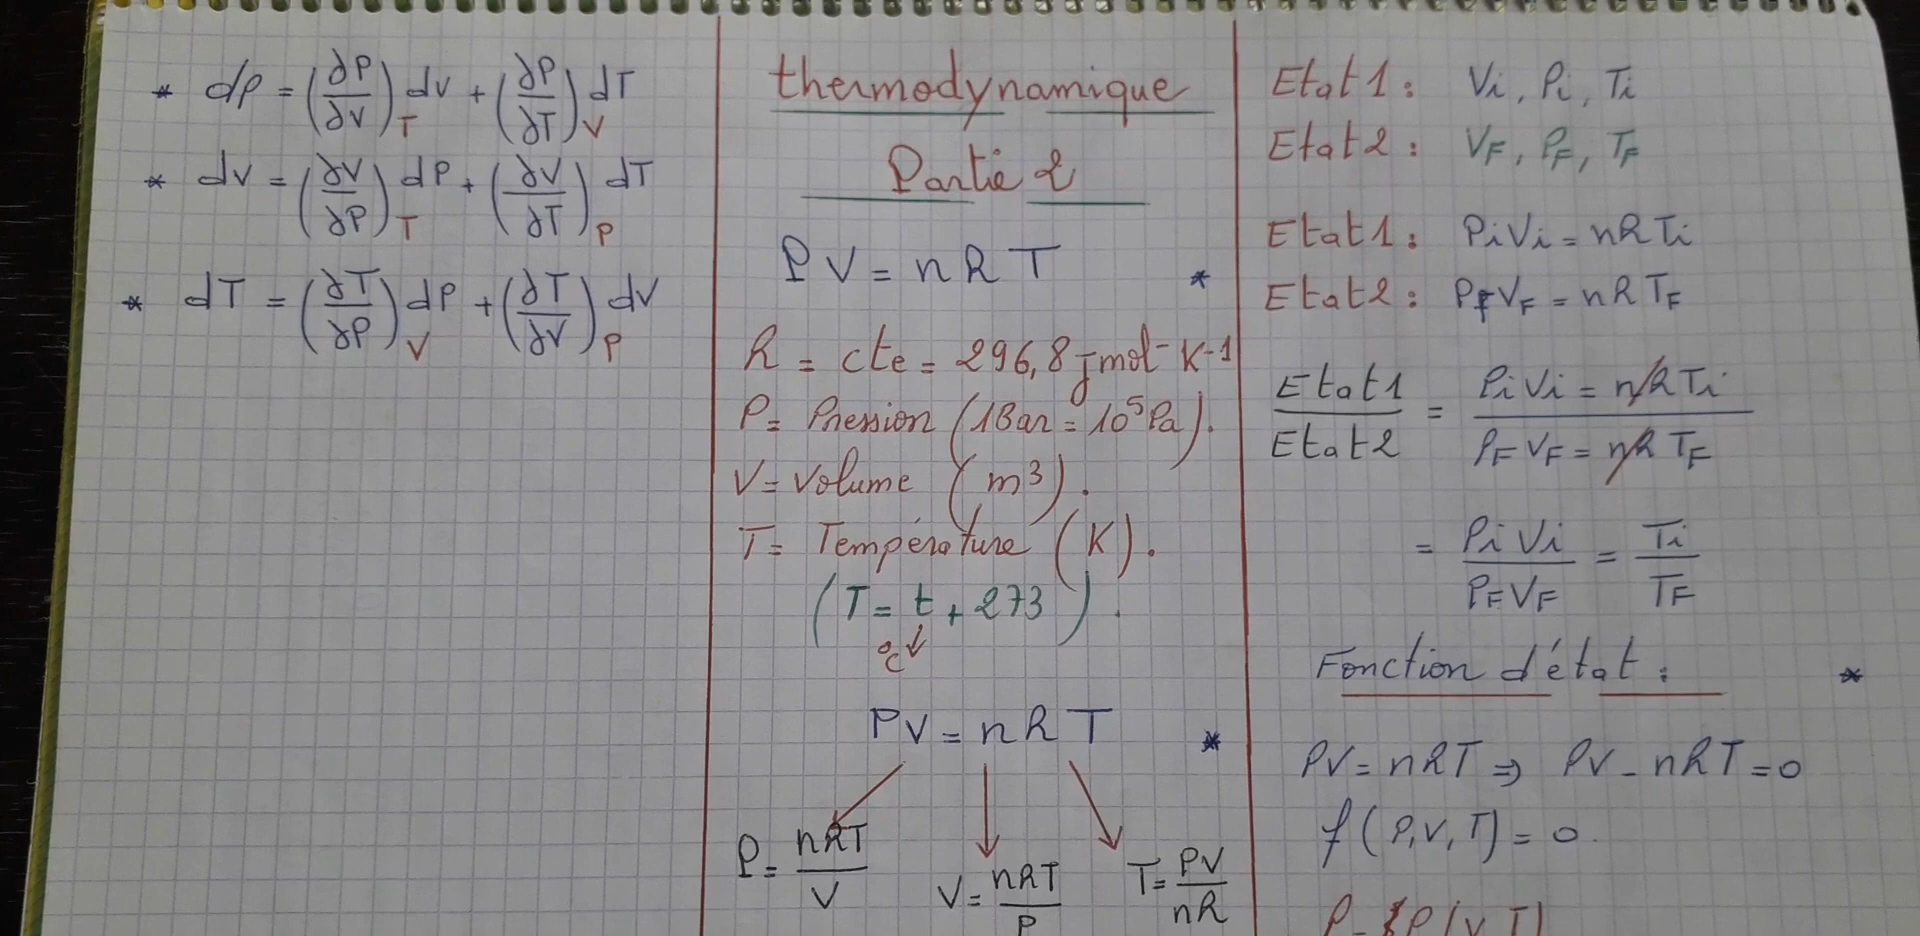 * dp = (∂P/∂V)_T dv + (∂P/∂T)_V dT
* dv = (∂V/∂P)_T dP + (∂V/∂T)_P dT
* dT = (∂T/∂P)_V dP + (∂T/∂V)_P dV
thermodynamique
Partie 2
PV = nRT *
R = cte = 296,8 J mol⁻ K⁻¹
P = Pression (1Bar = 10⁵ Pa).
V = Volume (m³).
T = Température (K).
(T = t + 273).
°C
PV = nRT *
P = nRT/V
V = nRT/P
T = PV/nR
Etat 1 : Vi, Pi, Ti
Etat 2 : VF, PF, TF
Etat 1 : PiVi = nRTi
Etat 2 : PfVF = nRTF
Etat 1/Etat 2 = PiVi = nRTi/PFVF = nRTF
= PiVi/PFVF = Ti/TF
Fonction d'état : *
PV = nRT ⇒ PV - nRT = 0
f(P,V,T) = 0.